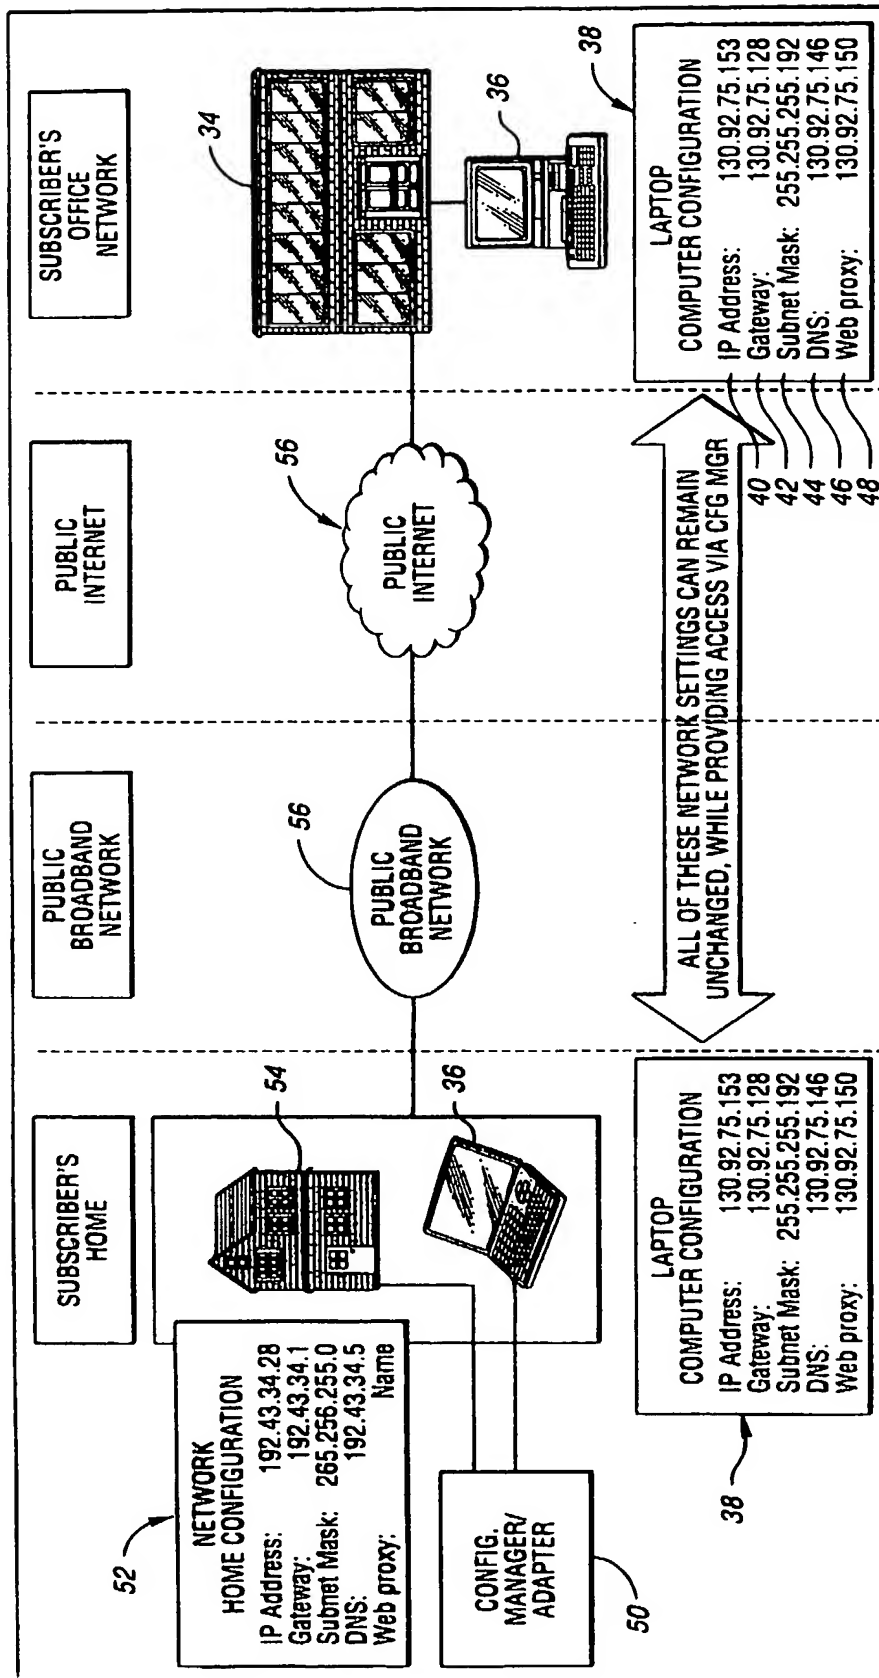 SUBSCRIBER'S
HOME
PUBLIC
BROADBAND
NETWORK
PUBLIC
INTERNET
SUBSCRIBER'S
OFFICE
NETWORK
52
NETWORK
HOME CONFIGURATION
IP Address: 192.43.34.28
Gateway: 192.43.34.1
Subnet Mask: 265.256.255.0
DNS: 192.43.34.5
Web proxy: Name
54
36
CONFIG.
MANAGER/
ADAPTER
50
56
PUBLIC
BROADBAND
NETWORK
56
PUBLIC
INTERNET
34
36
38
LAPTOP
COMPUTER CONFIGURATION
IP Address: 130.92.75.153
Gateway: 130.92.75.128
Subnet Mask: 255.255.255.192
DNS: 130.92.75.146
Web proxy: 130.92.75.150
ALL OF THESE NETWORK SETTINGS CAN REMAIN
UNCHANGED, WHILE PROVIDING ACCESS VIA CFG MGR
38
LAPTOP
COMPUTER CONFIGURATION
IP Address: 130.92.75.153
Gateway: 130.92.75.128
Subnet Mask: 255.255.255.192
DNS: 130.92.75.146
Web proxy: 130.92.75.150
40
42
44
46
48